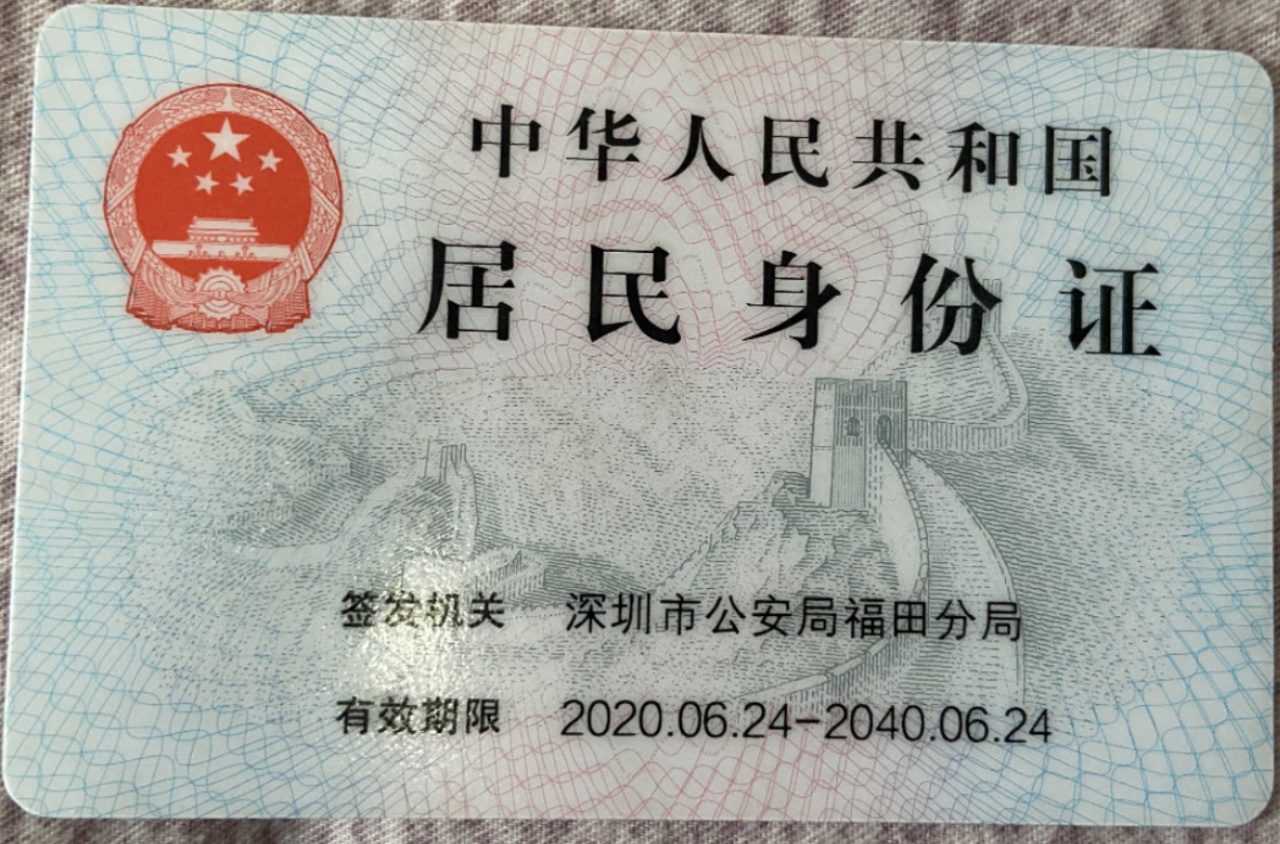 中华人民共和国
居民身份证
签发机关 深圳市公安局福田分局
有效期限 2020.06.24-2040.06.24